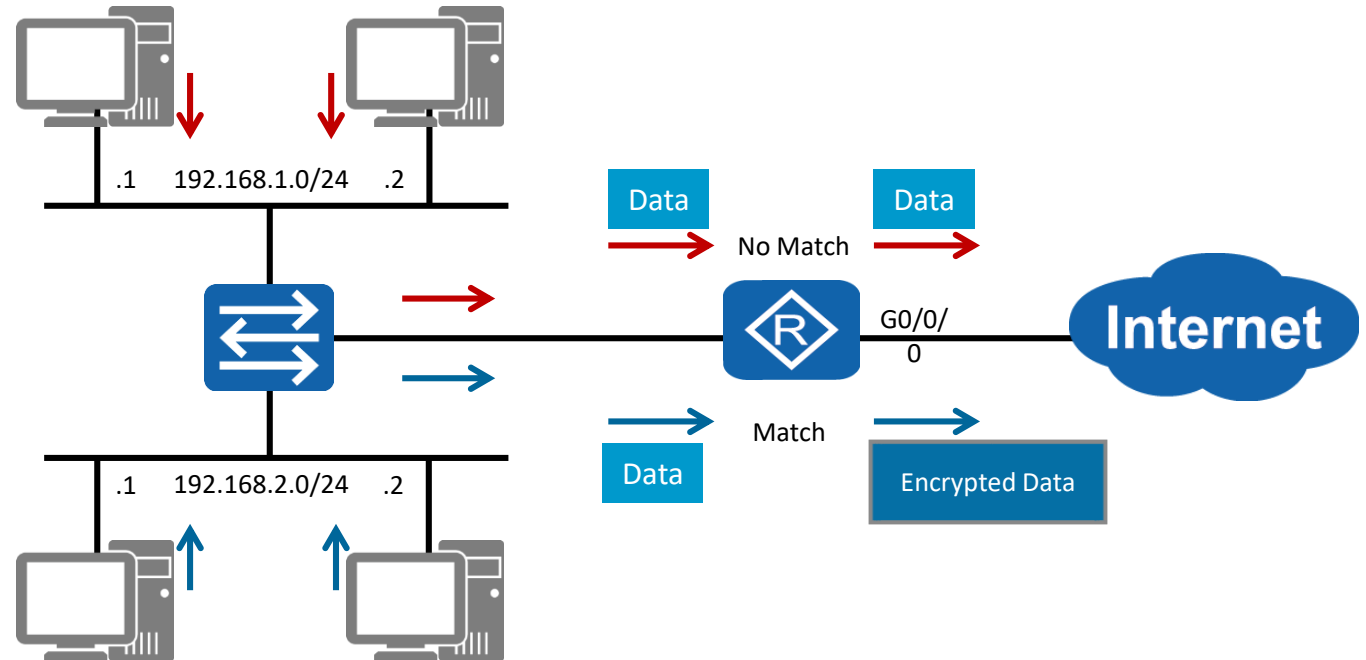 .1 192.168.1.0/24 .2
Data
Data
No Match
R
G0/0/
0
Internet
Match
Data
Encrypted Data
.1 192.168.2.0/24 .2